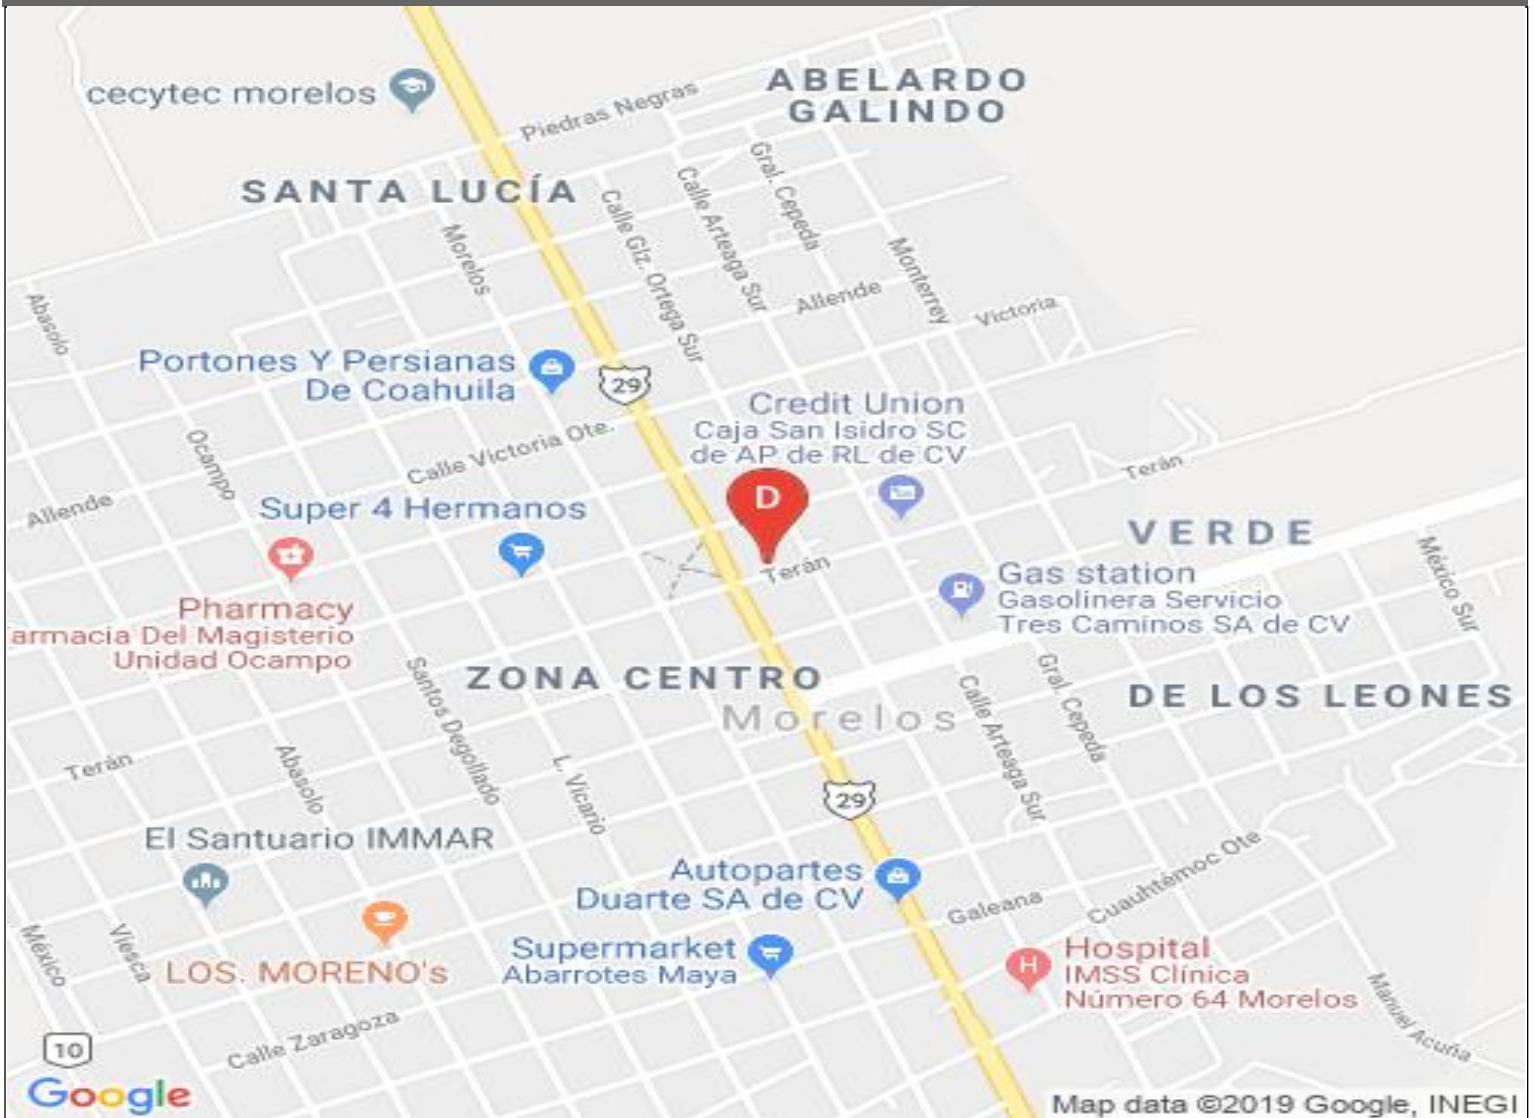 cecytec morelos
Piedras Negras
ABELARDO
GALINDO
SANTA LUCÍA
Morelos
Calle Glz. Ortega Sur
Calle Arteaga Sur
Gral. Cepeda
Monterrey
Allende
Victoria
Abasolo
Portones Y Persianas
De Coahuila
29
Ocampo
Calle Victoria Ote.
Credit Union
Caja San Isidro SC
de AP de RL de CV
Terán
Allende
Super 4 Hermanos
D
Terán
VERDE
México Sur
Pharmacy
armacia Del Magisterio
Unidad Ocampo
Gas station
Gasolinera Servicio
Tres Caminos SA de CV
ZONA CENTRO
Morelos
Santos Degollado
L. Vicario
Calle Arteaga Sur
Gral. Cepeda
DE LOS LEONES
Terán
Abasolo
29
El Santuario IMMAR
Autopartes
Duarte SA de CV
Galeana
Cuauhtémoc Ote
México
Viesca
LOS. MORENO's
Supermarket
Abarrotes Maya
H
Hospital
IMSS Clínica
Número 64 Morelos
Manuel Acuña
Calle Zaragoza
10
Google
Map data ©2019 Google, INEGI